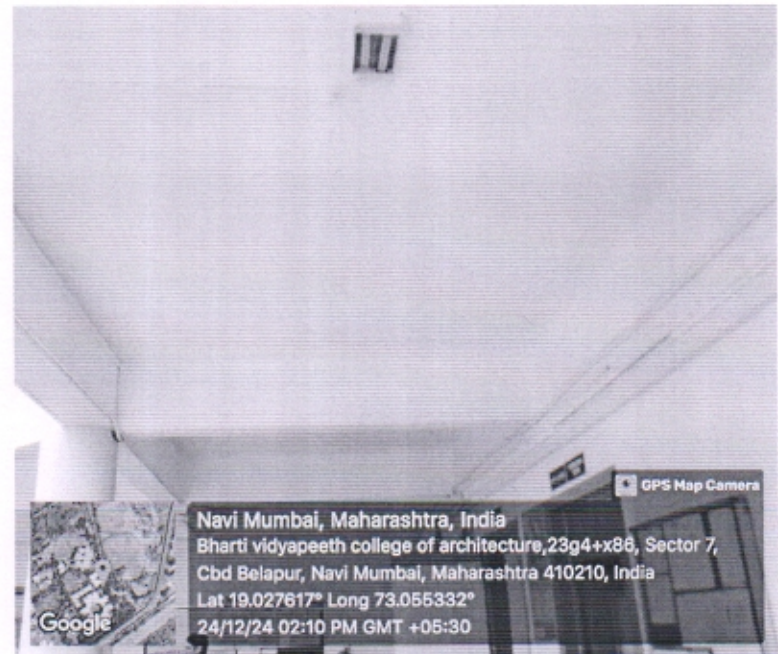 GPS Map Camera
Navi Mumbai, Maharashtra, India
Bharti vidyapeeth college of architecture,23g4+x86, Sector 7,
Cbd Belapur, Navi Mumbai, Maharashtra 410210, India
Lat 19.027617° Long 73.055332°
24/12/24 02:10 PM GMT +05:30
Google